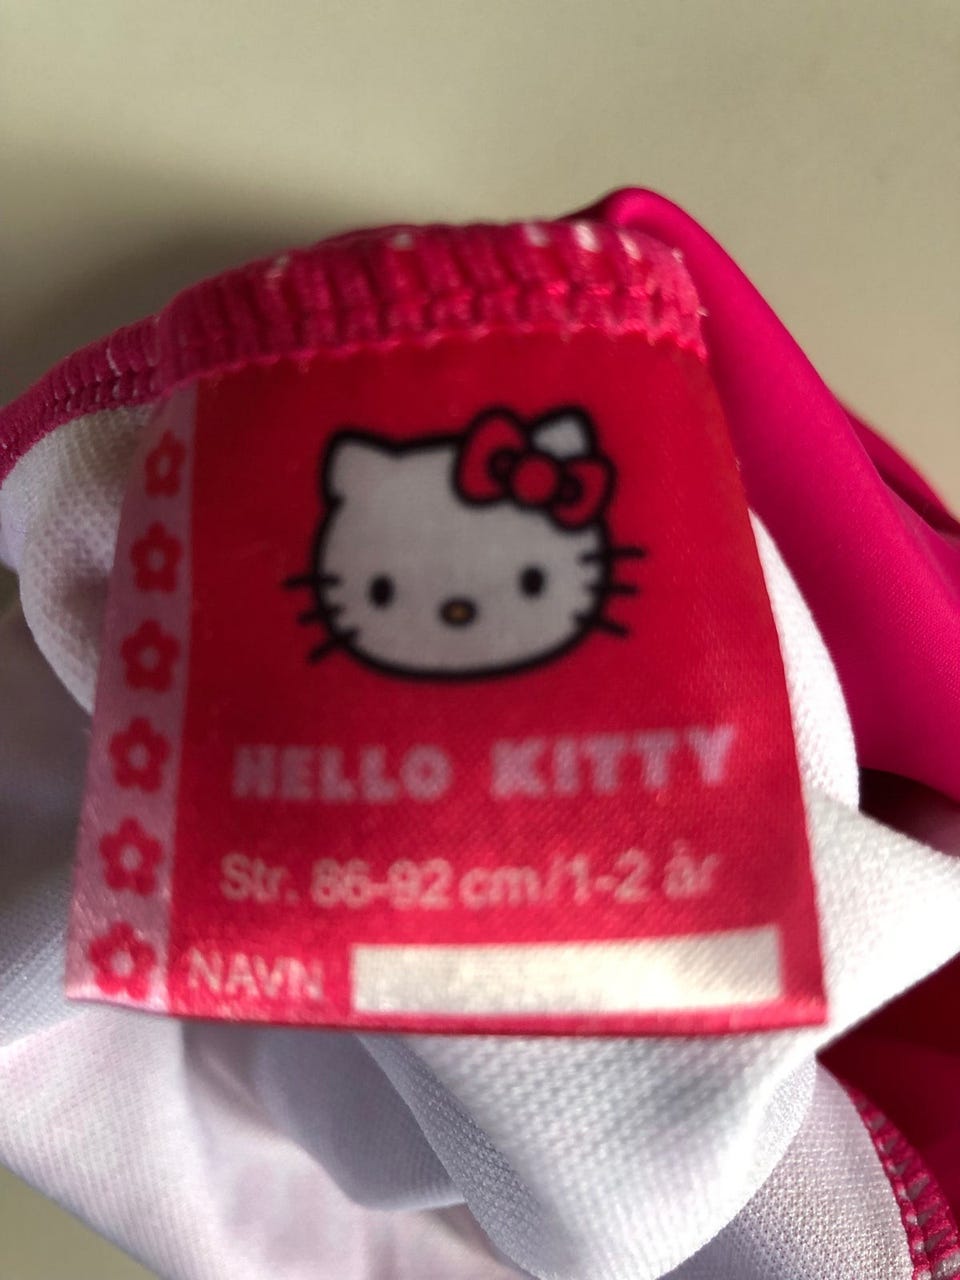 HELLO KITTY
Str. 86-92 cm/1-2 år
NAVN